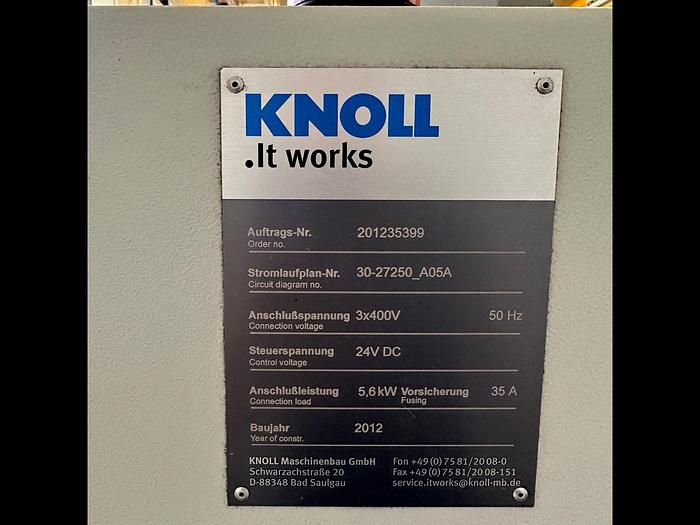 KNOLL
.It works
Auftrags-Nr. 201235399
Order no.
Stromlaufplan-Nr. 30-27250_A05A
Circuit diagram no.
Anschlußspannung 3x400V 50 Hz
Connection voltage
Steuerspannung 24V DC
Control voltage
Anschlußleistung 5,6kW Vorsicherung 35 A
Connection load Fusing
Baujahr 2012
Year of constr.
KNOLL Maschinenbau GmbH Fon +49 (0) 75 81/20 08-0
Schwarzachstraße 20 Fax +49 (0) 75 81/20 08-151
D-88348 Bad Saulgau service.itworks@knoll-mb.de